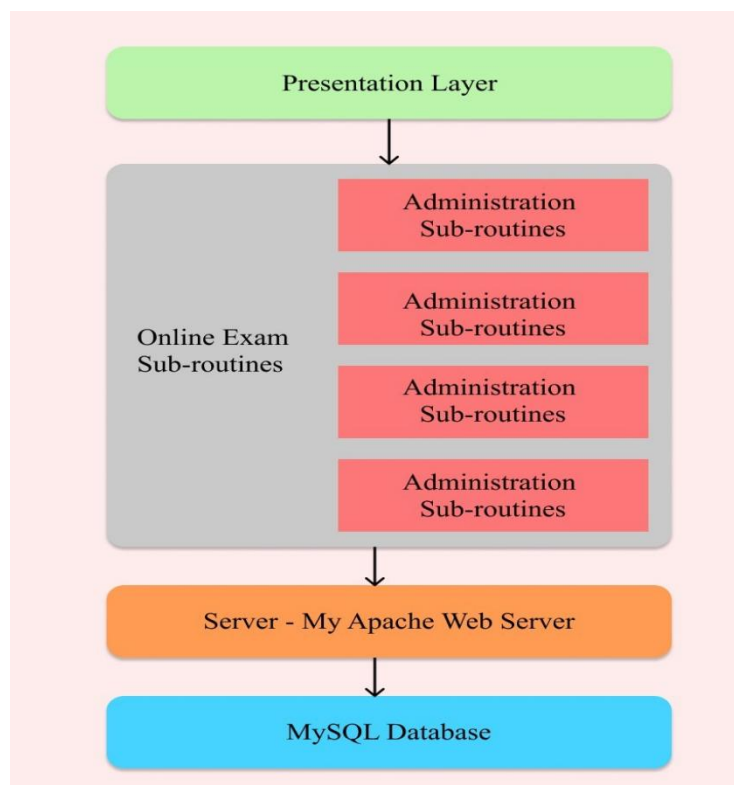 Presentation Layer
Administration
Sub-routines
Administration
Sub-routines
Online Exam
Sub-routines
Administration
Sub-routines
Administration
Sub-routines
Server - My Apache Web Server
MySQL Database